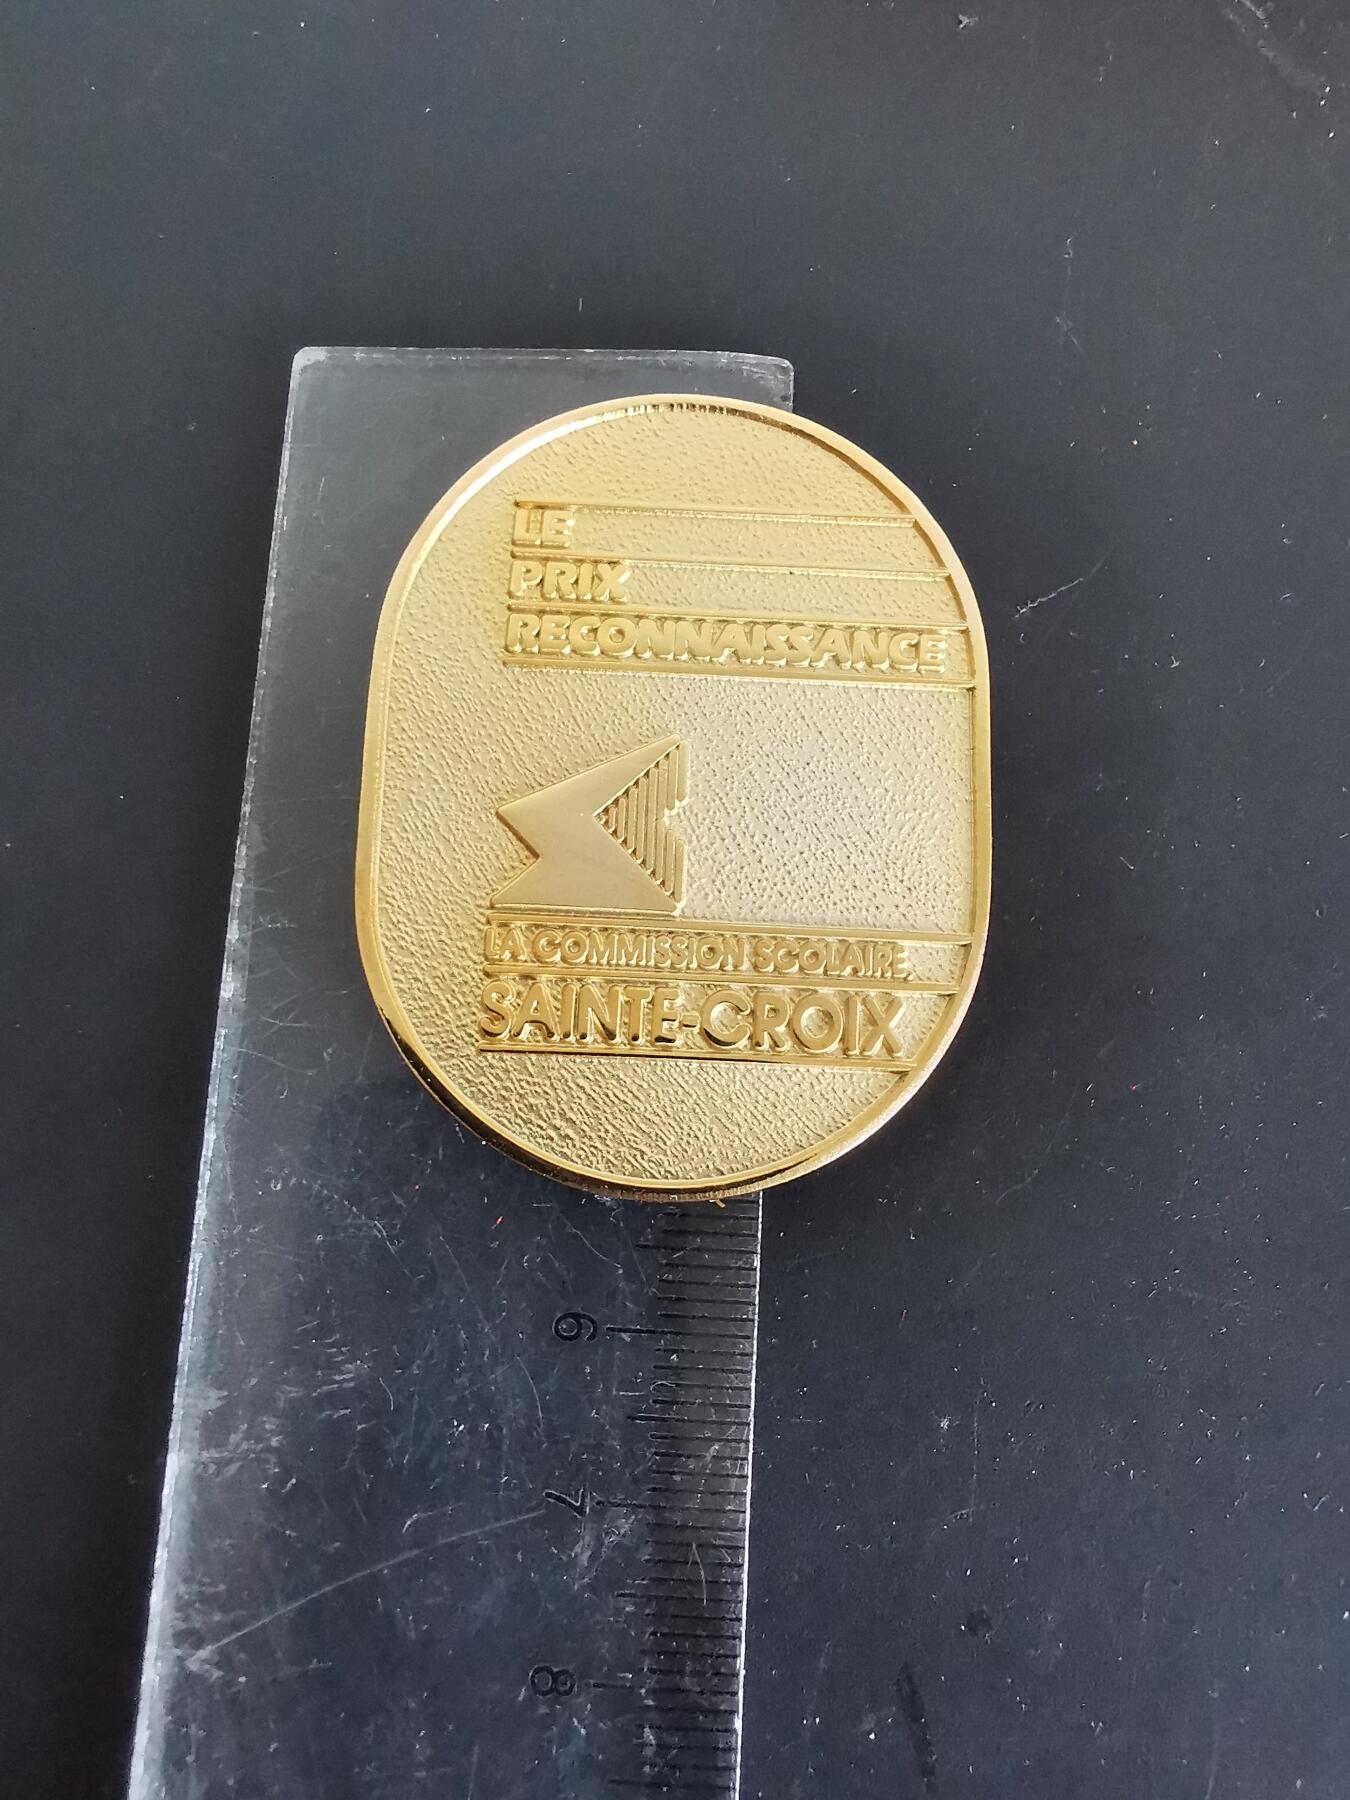 LE
PRIX
RECONNAISSANCE
LA COMMISSION SCOLAIRE
SAINTE-CROIX
6
7
8